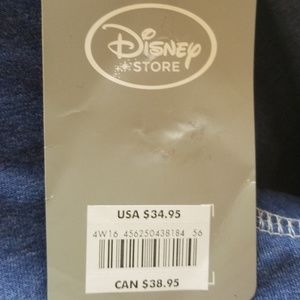 Disney
STORE
USA $34.95
4W16 456250438184 56
CAN $38.95